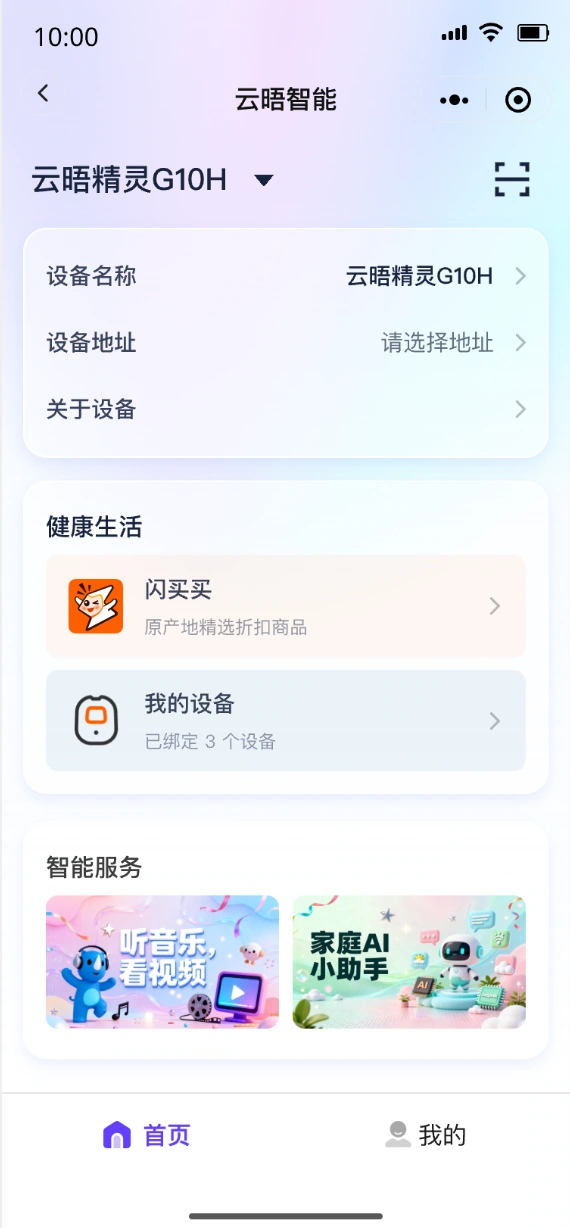 10:00
云晤智能
云晤精灵G10H
设备名称
云晤精灵G10H
设备地址
请选择地址
关于设备
健康生活
闪买买
原产地精选折扣商品
我的设备
已绑定 3 个设备
智能服务
听音乐,
看视频
家庭AI
小助手
AI
首页
我的